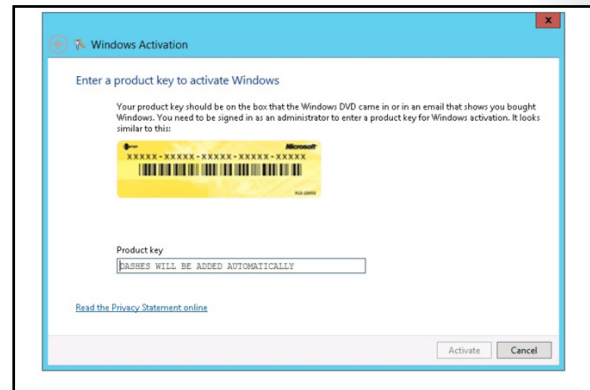 x
Windows Activation
Enter a product key to activate Windows
Your product key should be on the box that the Windows DVD came in or in an email that shows you bought
Windows. You need to be signed in as an administrator to enter a product key for Windows activation. It looks
similar to this:
Microsoft
XXXXX-XXXXX-XXXXX-XXXXX-XXXXX
Product key
DASHES WILL BE ADDED AUTOMATICALLY
Read the Privacy Statement online
Activate
Cancel